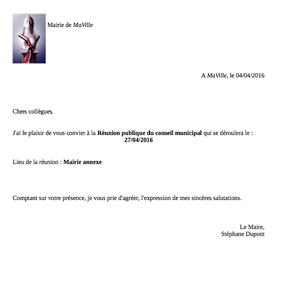 Mairie de MaVille
A MaVille, le 04/04/2016
Chers collègues,
J'ai le plaisir de vous convier à la Réunion publique du conseil municipal qui se déroulera le :
27/04/2016
Lieu de la réunion : Mairie annexe
Comptant sur votre présence, je vous prie d'agréer, l'expression de mes sincères salutations.
Le Maire,
Stéphane Dupont